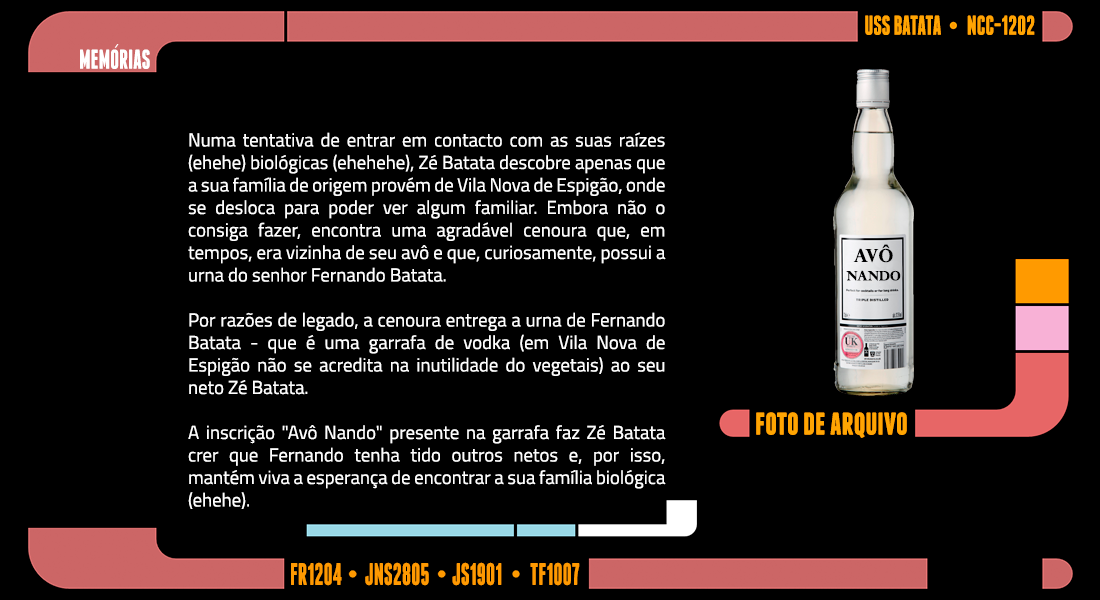 USS BATATA • NCC-1202
MEMÓRIAS
Numa tentativa de entrar em contacto com as suas raízes
(ehehe) biológicas (ehehehe), Zé Batata descobre apenas que
a sua família de origem provém de Vila Nova de Espigão, onde
se desloca para poder ver algum familiar. Embora não o
consiga fazer, encontra uma agradável cenoura que, em
tempos, era vizinha de seu avô e que, curiosamente, possui a
urna do senhor Fernando Batata.
Por razões de legado, a cenoura entrega a urna de Fernando
Batata - que é uma garrafa de vodka (em Vila Nova de
Espigão não se acredita na inutilidade do vegetais) ao seu
neto Zé Batata.
A inscrição "Avô Nando" presente na garrafa faz Zé Batata
crer que Fernando tenha tido outros netos e, por isso,
mantém viva a esperança de encontrar a sua família biológica
(ehehe).
AVÔ
NANDO
TRIPLE DISTILLED
UK
FOTO DE ARQUIVO
FR1204 • JNS2805 • JS1901 • TF1007